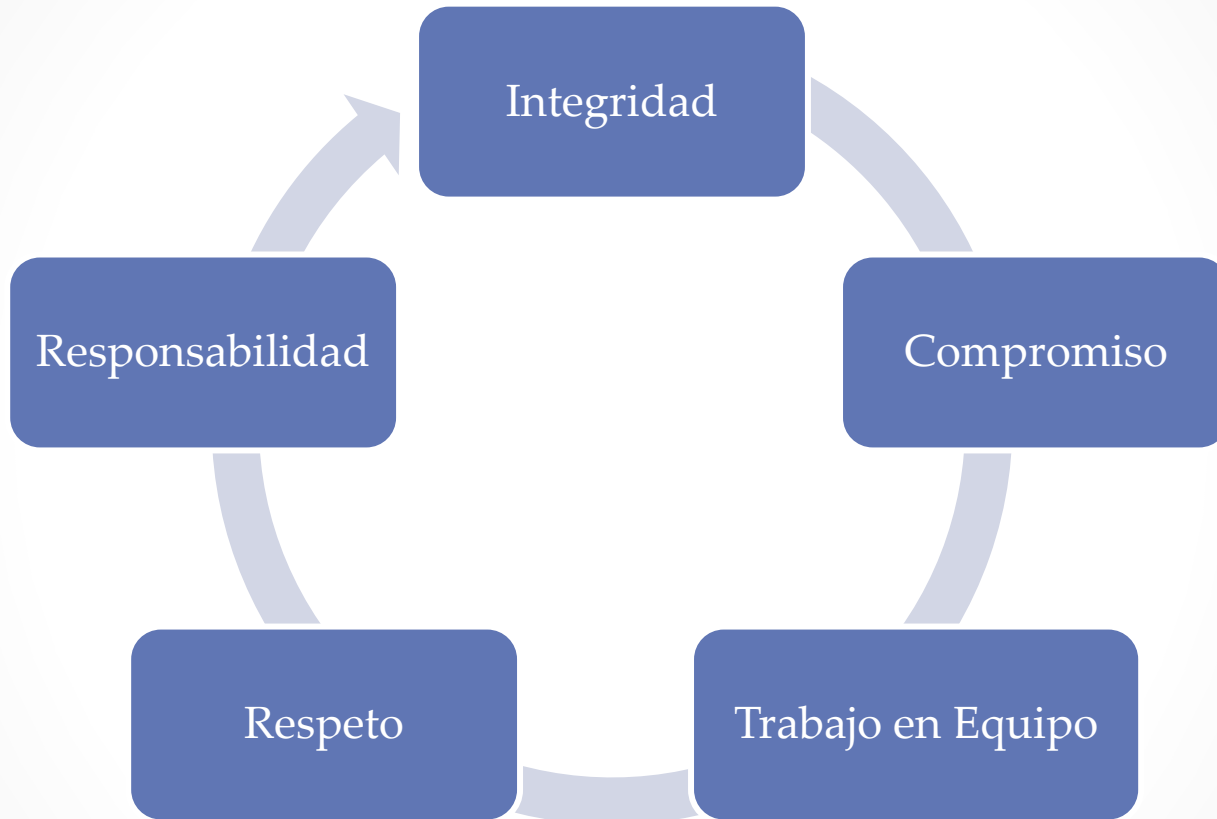 Integridad
Compromiso
Trabajo en Equipo
Respeto
Responsabilidad